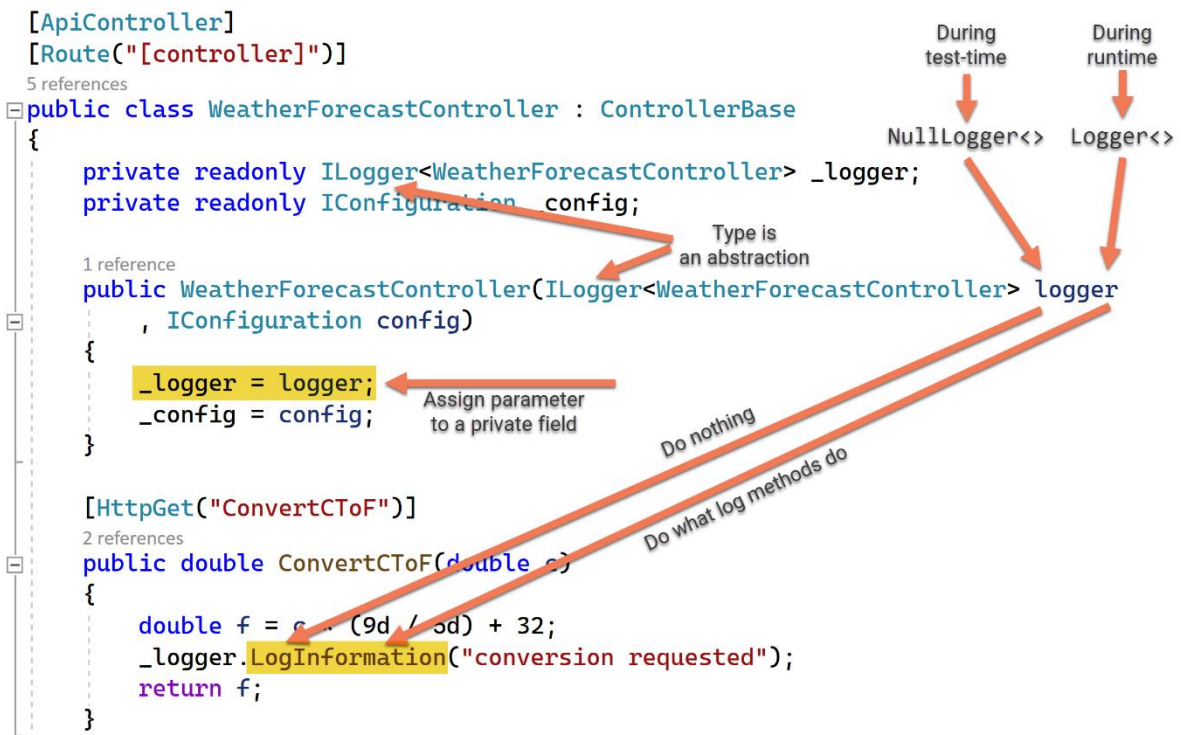 [ApiController]
[Route("[controller]")]
5 references
public class WeatherForecastController : ControllerBase
{
private readonly ILogger<WeatherForecastController> _logger;
private readonly IConfiguration _config;
1 reference
public WeatherForecastController(ILogger<WeatherForecastController> logger
, IConfiguration config)
{
_logger = logger;
_config = config;
}
[HttpGet("ConvertCToF")]
2 references
public double ConvertCToF(double c)
{
double f = c * (9d / 5d) + 32;
_logger.LogInformation("conversion requested");
return f;
}
During
test-time
During
runtime
NullLogger<>
Logger<>
Type is
an abstraction
Assign parameter
to a private field
Do nothing
Do what log methods do